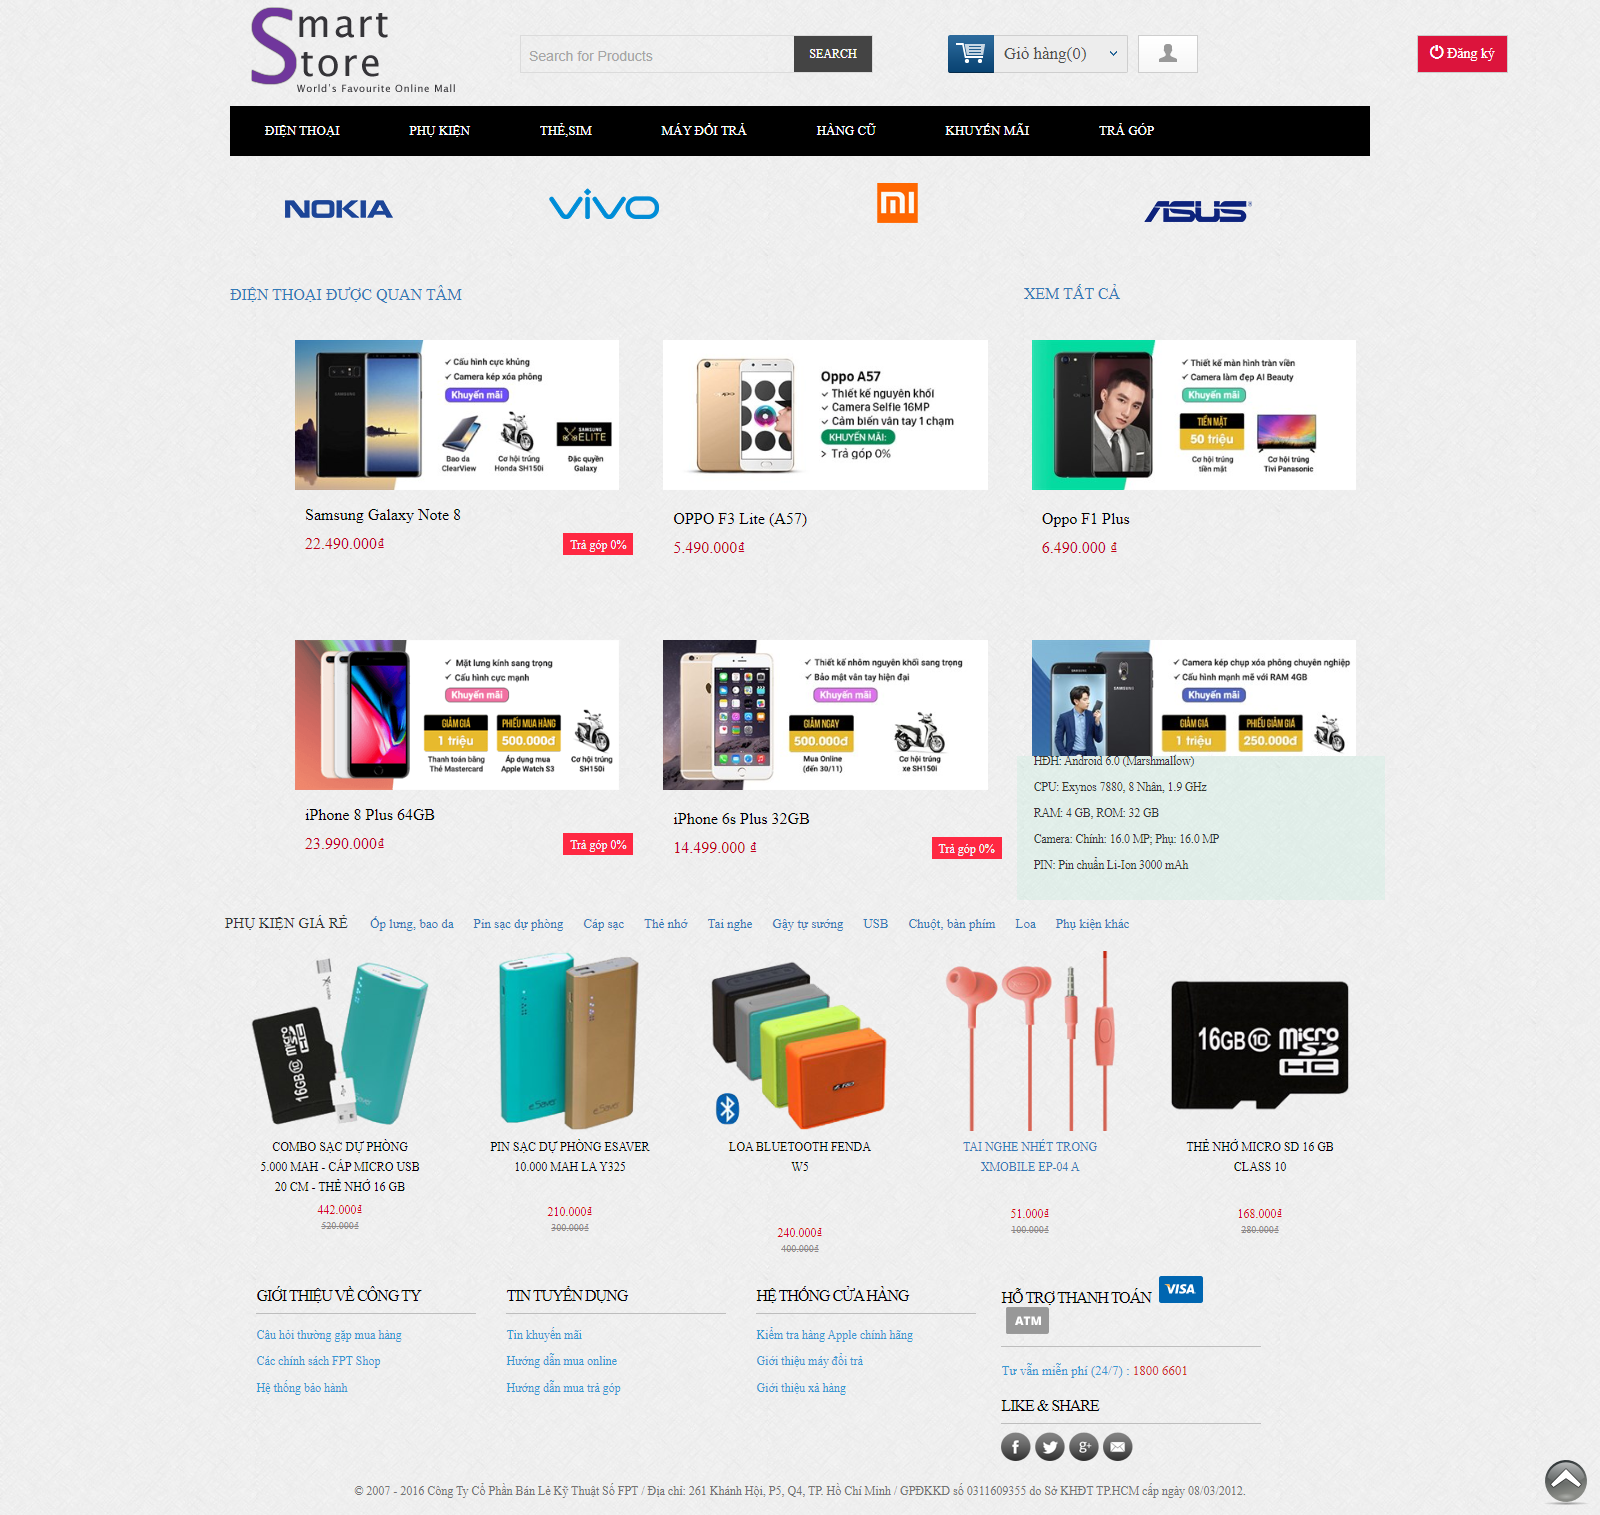 Smart
Store
World's Favourite Online Mall
Search for Products
SEARCH
Giỏ hàng(0)
Đăng ký
ĐIỆN THOẠI
PHỤ KIỆN
THẺ,SIM
MÁY ĐỔI TRẢ
HÀNG CŨ
KHUYẾN MÃI
TRẢ GÓP
NOKIA
vivo
mi
ASUS
ĐIỆN THOẠI ĐƯỢC QUAN TÂM
XEM TẤT CẢ
Cấu hình cực khủng
Camera kép xóa phông
Khuyến mãi
SAMSUNG
ELITE
Bao da
ClearView
Cơ hội trúng
Honda SH150i
Đặc quyền
Galaxy
Samsung Galaxy Note 8
22.490.000₫
Trả góp 0%
Oppo A57
Thiết kế nguyên khối
Camera Selfie 16MP
Cảm biến vân tay 1 chạm
KHUYẾN MÃI:
> Trả góp 0%
OPPO F3 Lite (A57)
5.490.000₫
Thiết kế màn hình tràn viền
Camera làm đẹp AI Beauty
Khuyến mãi
TIỀN MẶT
50 triệu
Cơ hội trúng
tiền mặt
Cơ hội trúng
Tivi Panasonic
Oppo F1 Plus
6.490.000 ₫
Mặt lưng kính sang trọng
Cấu hình cực mạnh
Khuyến mãi
GIẢM GIÁ
1 triệu
PHIẾU MUA HÀNG
500.000đ
Thanh toán bằng
Thẻ Mastercard
Áp dụng mua
Apple Watch S3
Cơ hội trúng
SH150i
iPhone 8 Plus 64GB
23.990.000₫
Trả góp 0%
Thiết kế nhôm nguyên khối sang trọng
Bảo mật vân tay hiện đại
Khuyến mãi
GIẢM NGAY
500.000đ
Mua Online
(đến 30/11)
Cơ hội trúng
xe SH150i
iPhone 6s Plus 32GB
14.499.000 ₫
Trả góp 0%
Camera kép chụp xóa phông chuyên nghiệp
Cấu hình mạnh mẽ với RAM 4GB
Khuyến mãi
GIẢM GIÁ
1 triệu
PHIẾU GIẢM GIÁ
250.000đ
HĐH: Android 6.0 (Marshmallow)
CPU: Exynos 7880, 8 Nhân, 1.9 GHz
RAM: 4 GB, ROM: 32 GB
Camera: Chính: 16.0 MP; Phụ: 16.0 MP
PIN: Pin chuẩn Li-Ion 3000 mAh
PHỤ KIỆN GIÁ RẺ
Ốp lưng, bao da
Pin sạc dự phòng
Cáp sạc
Thẻ nhớ
Tai nghe
Gậy tự sướng
USB
Chuột, bàn phím
Loa
Phụ kiện khác
16GB
micro
SD
HC
eSaver
16GB 10 micro
SD
HC
COMBO SẠC DỰ PHÒNG
5.000 MAH - CÁP MICRO USB
20 CM - THẺ NHỚ 16 GB
442.000₫
520.000₫
PIN SẠC DỰ PHÒNG ESAVER
10.000 MAH LA Y325
210.000₫
300.000₫
LOA BLUETOOTH FENDA
W5
240.000₫
400.000₫
TAI NGHE NHÉT TRONG
XMOBILE EP-04 A
51.000₫
100.000₫
THẺ NHỚ MICRO SD 16 GB
CLASS 10
168.000₫
280.000₫
GIỚI THIỆU VỀ CÔNG TY
Câu hỏi thường gặp mua hàng
Các chính sách FPT Shop
Hệ thống bảo hành
TIN TUYỂN DỤNG
Tin khuyến mãi
Hướng dẫn mua online
Hướng dẫn mua trả góp
HỆ THỐNG CỬA HÀNG
Kiểm tra hàng Apple chính hãng
Giới thiệu máy đổi trả
Giới thiệu xả hàng
HỖ TRỢ THANH TOÁN VISA
ATM
Tư vấn miễn phí (24/7) : 1800 6601
LIKE & SHARE
© 2007 - 2016 Công Ty Cổ Phần Bán Lẻ Kỹ Thuật Số FPT / Địa chỉ: 261 Khánh Hội, P5, Q4, TP. Hồ Chí Minh / GPĐKKD số 0311609355 do Sở KHĐT TP.HCM cấp ngày 08/03/2012.